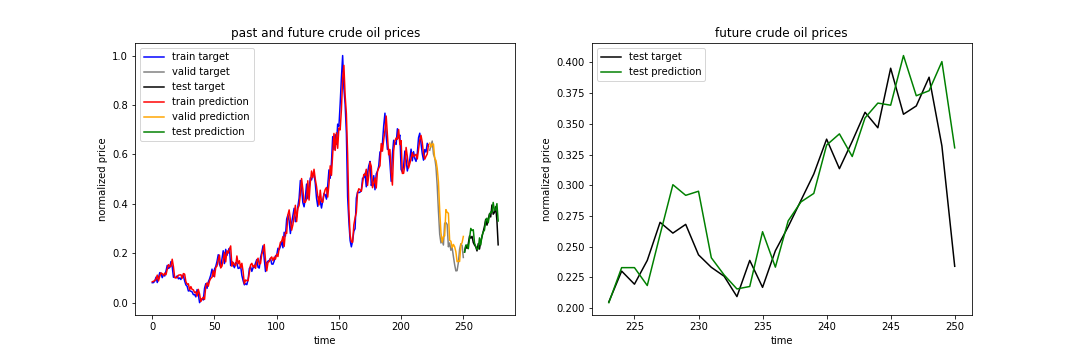 past and future crude oil prices
train target
valid target
test target
train prediction
valid prediction
test prediction
normalized price
1.0
0.8
0.6
0.4
0.2
0.0
0 50 100 150 200 250
time
future crude oil prices
test target
test prediction
normalized price
0.400
0.375
0.350
0.325
0.300
0.275
0.250
0.225
0.200
225 230 235 240 245 250
time